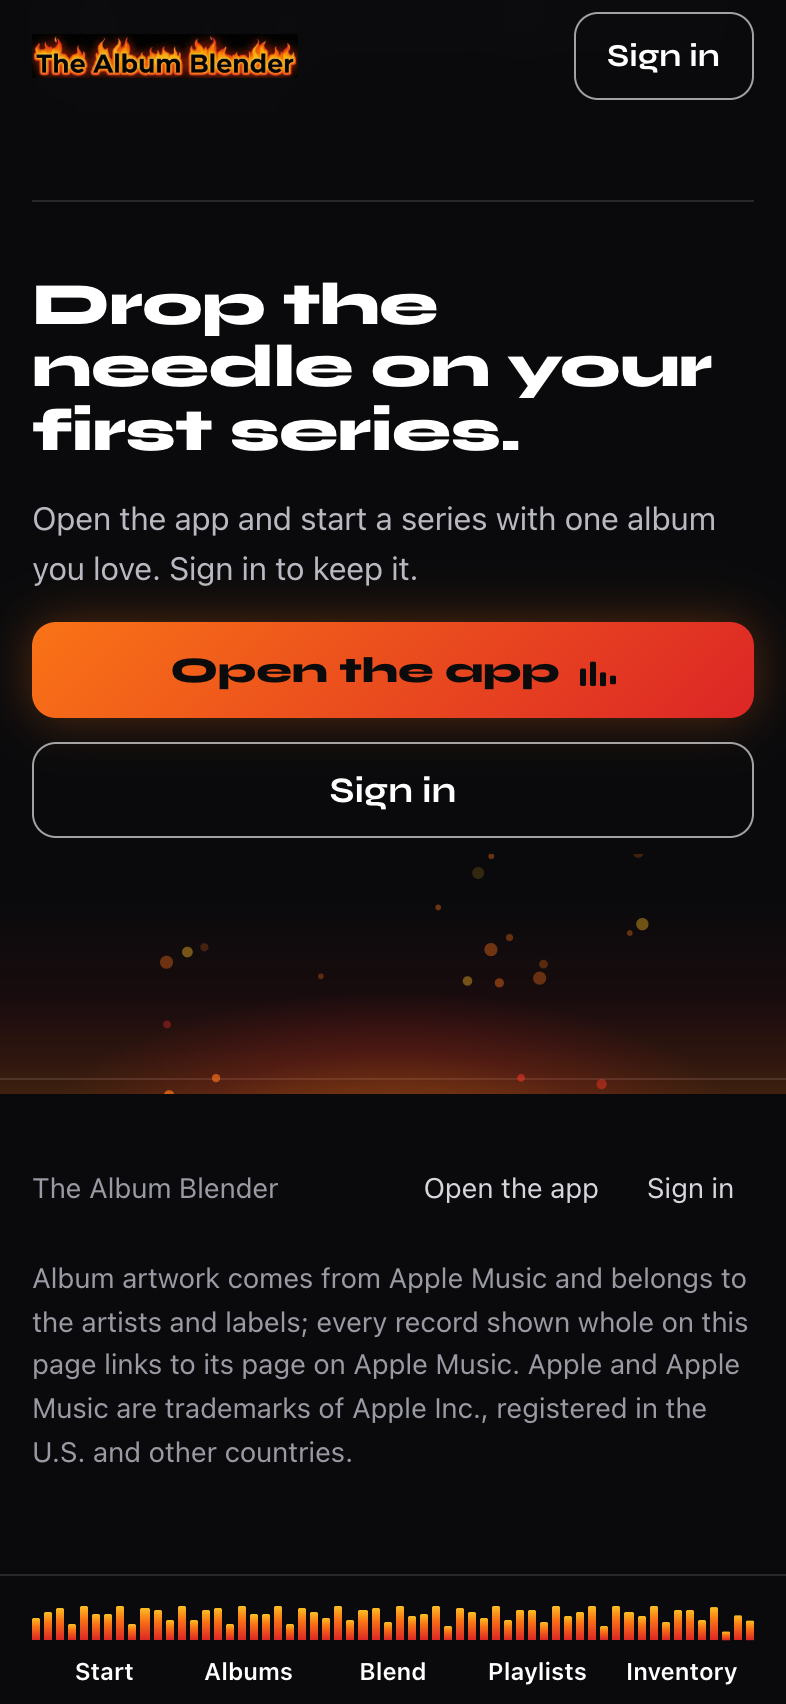 The Album Blender
Sign in
Drop the
needle on your
first series.
Open the app and start a series with one album
you love. Sign in to keep it.
Open the app
Sign in
The Album Blender
Open the app
Sign in
Album artwork comes from Apple Music and belongs to
the artists and labels; every record shown whole on this
page links to its page on Apple Music. Apple and Apple
Music are trademarks of Apple Inc., registered in the
U.S. and other countries.
Start
Albums
Blend
Playlists
Inventory